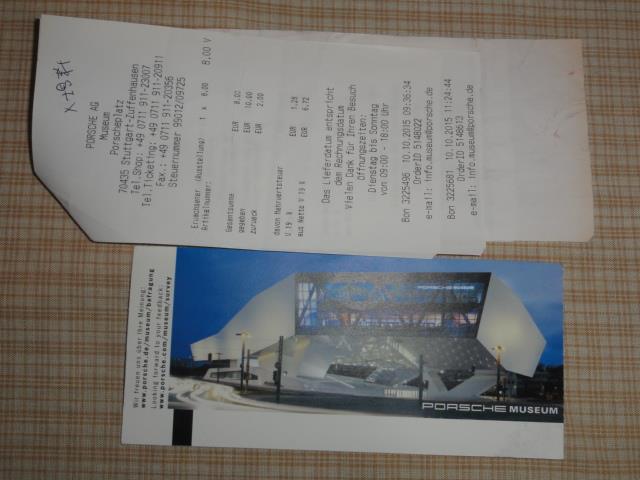 PORSCHE AG
Museum
Porscheplatz
70435 Stuttgart-Zuffenhausen
Tel.Shop: +49 0711 911-23007
Tel.Ticketing: +49 0711 911-20911
Fax.: +49 0711 911-20356
Steuernummer 99012/09725
Erwachsener (Ausstellung) 1 X 8,00 8,00 V
Artikelnummer:
Gesamtsumme EUR 8,00
gegeben EUR 10,00
zurück EUR 2,00
davon Mehrwertsteuer
V 19 % EUR 1,28
aus Netto V 19 % EUR 6,72
Das Lieferdatum entspricht
dem Rechnungsdatum
Vielen Dank für Ihren Besuch
Öffnungszeiten:
Dienstag bis Sonntag
von 09:00 - 18:00 Uhr
Bon 3225496 10.10.2015 09:36:34
OrderID 5148022
e-mail: info.museum@porsche.de.
Bon 3225681 10.10.2015 11:24:44
OrderID 5148613
e-mail: info.museum@porsche.de.
Wir freuen uns über Ihre Meinung:
www.porsche.de/museum/befragung
Looking forward to your feedback:
www.porsche.com/museum/survey
PORSCHE MUSEUM
PORSCHE MUSEUM